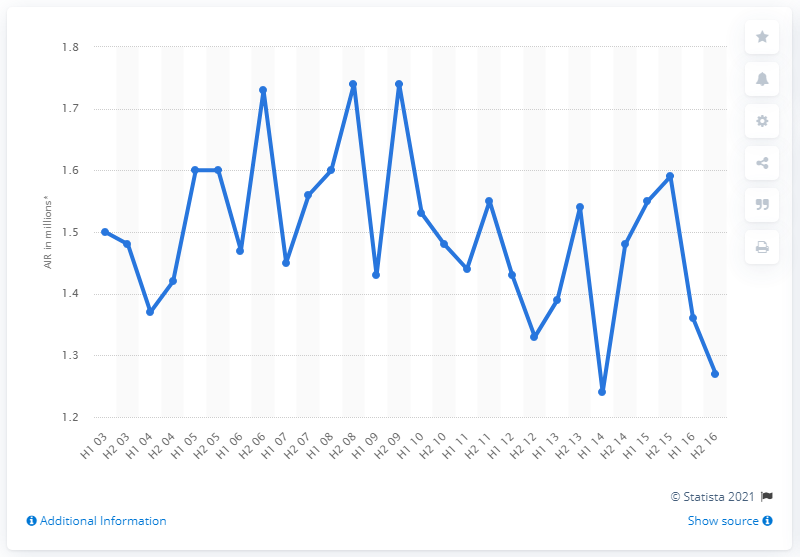 1.8
1.7
1.6
1.5
1.4
1.3
1.2
AIR in millions*
H1 03
H2 03
H1 04
H2 04
H1 05
H2 05
H1 06
H2 06
H1 07
H2 07
H1 08
H2 08
H1 09
H2 09
H1 10
H2 10
H1 11
H2 11
H1 12
H2 12
H1 13
H2 13
H1 14
H2 14
H1 15
H2 15
H1 16
H2 16
© Statista 2021
Additional Information
Show source